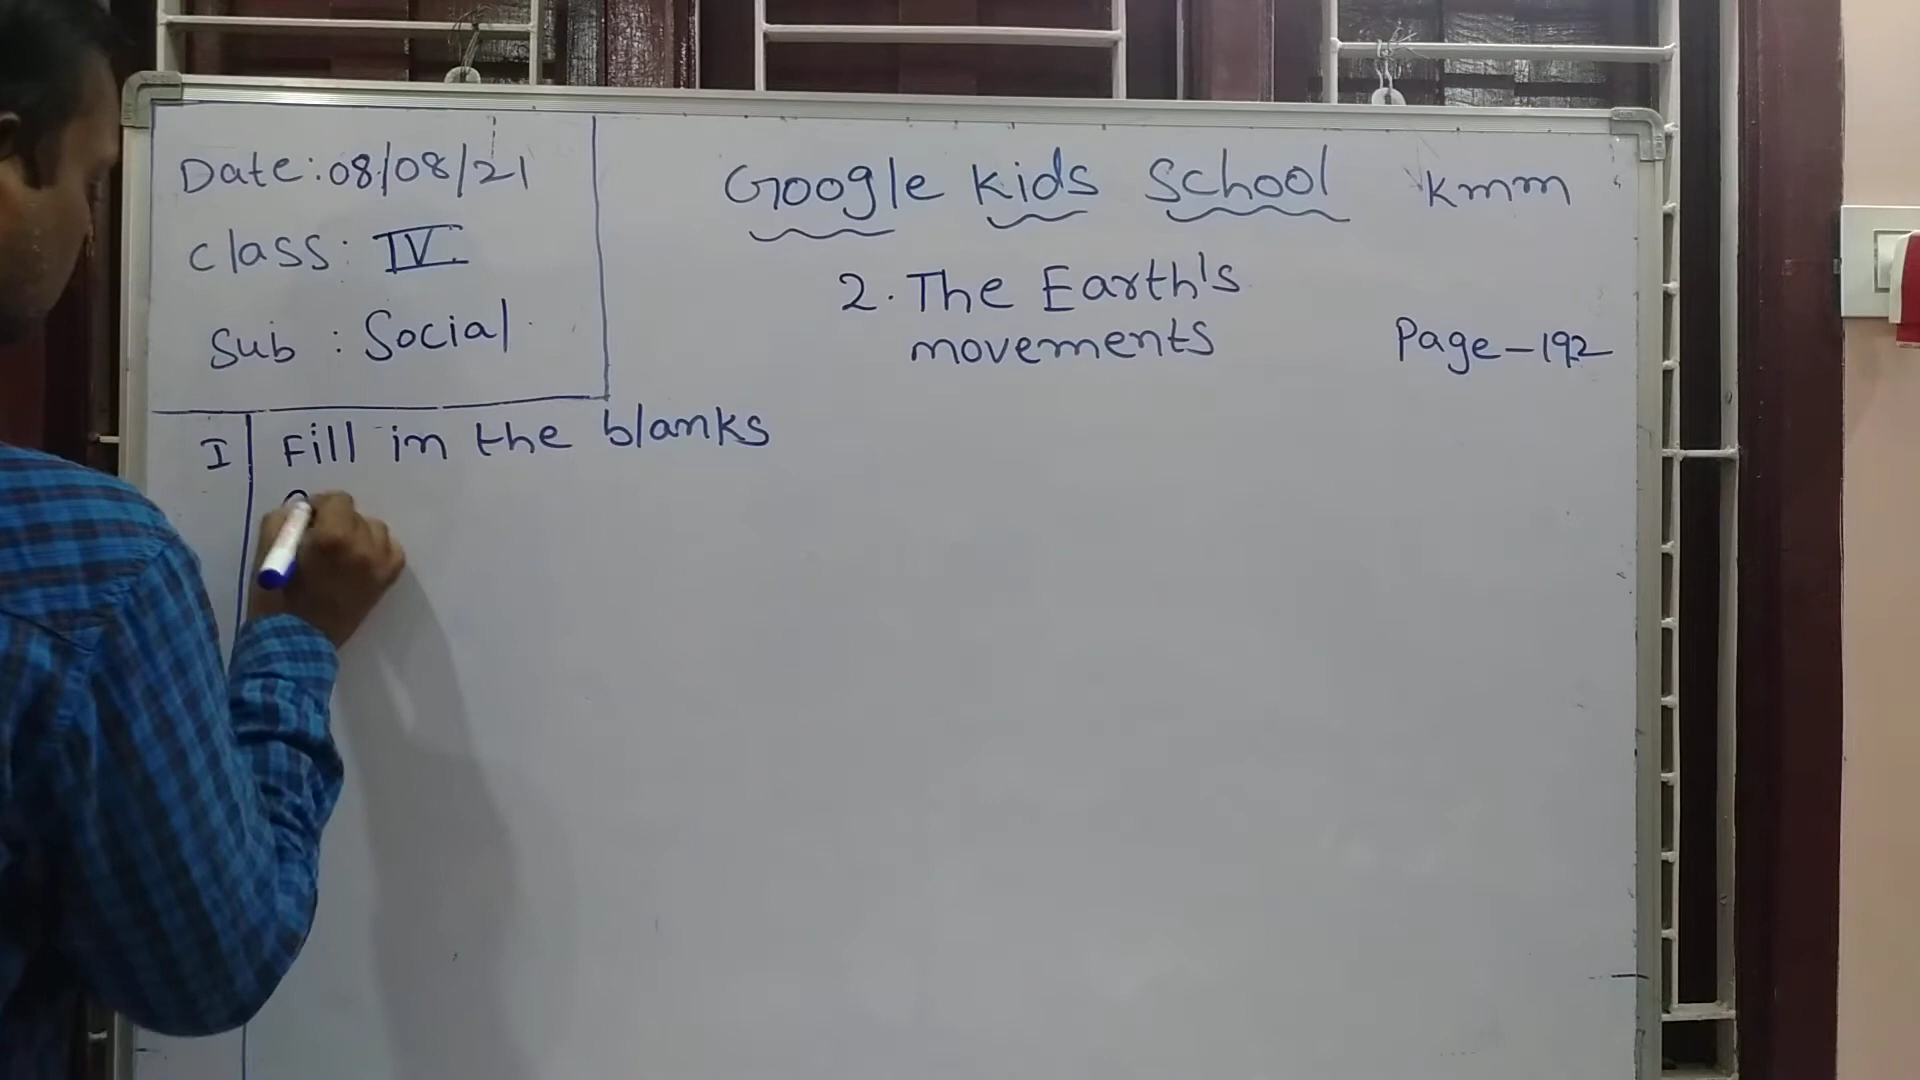 Date: 08/08/21
Class: IV.
Sub : Social
Google Kids School Kmm
2. The Earth's
movements
Page-192
I Fill in the blanks